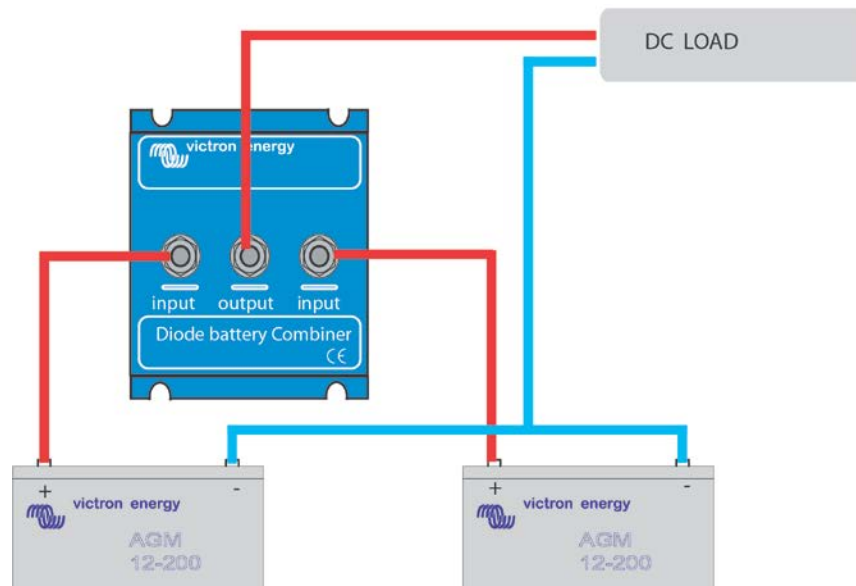 DC LOAD
victron energy
input output input
Diode battery Combiner
CE
+ - + -
victron energy victron energy
AGM AGM
12-200 12-200